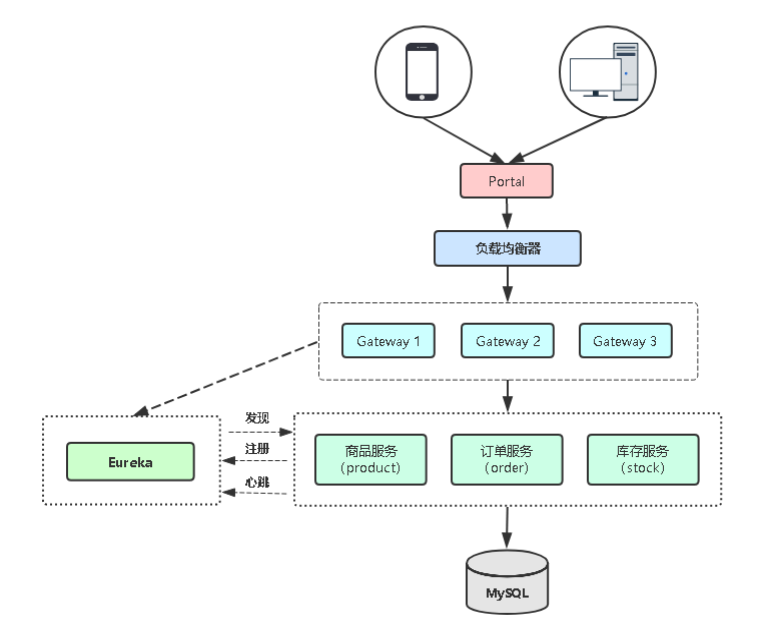 Portal
负载均衡器
Gateway 1
Gateway 2
Gateway 3
发现
注册
心跳
Eureka
商品服务
(product)
订单服务
(order)
库存服务
(stock)
MySQL